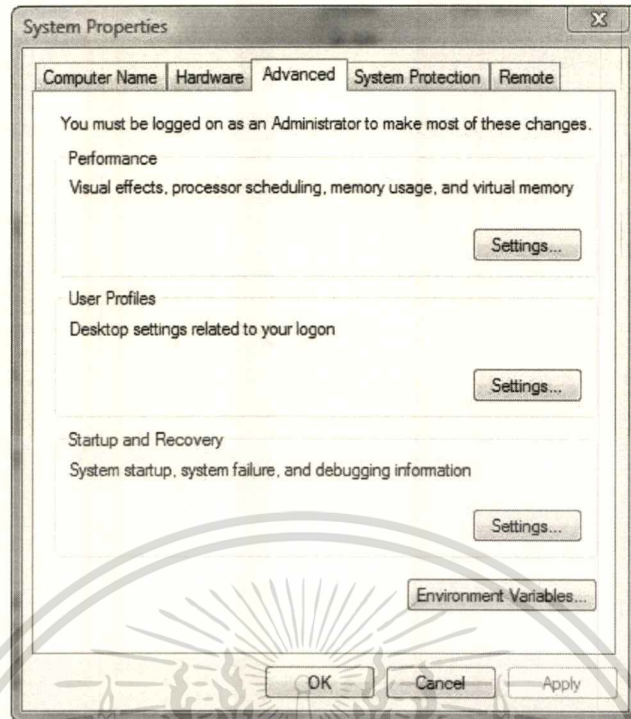 System Properties
Computer Name Hardware Advanced System Protection Remote
You must be logged on as an Administrator to make most of these changes.
Performance
Visual effects, processor scheduling, memory usage, and virtual memory
Settings...
User Profiles
Desktop settings related to your logon
Settings...
Startup and Recovery
System startup, system failure, and debugging information
Settings...
Environment Variables...
OK Cancel Apply